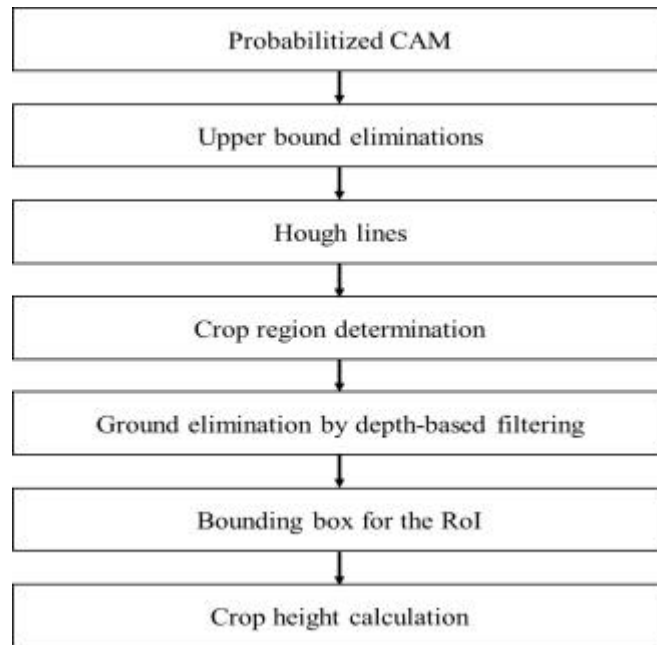 Probabilitized CAM
Upper bound eliminations
Hough lines
Crop region determination
Ground elimination by depth-based filtering
Bounding box for the RoI
Crop height calculation